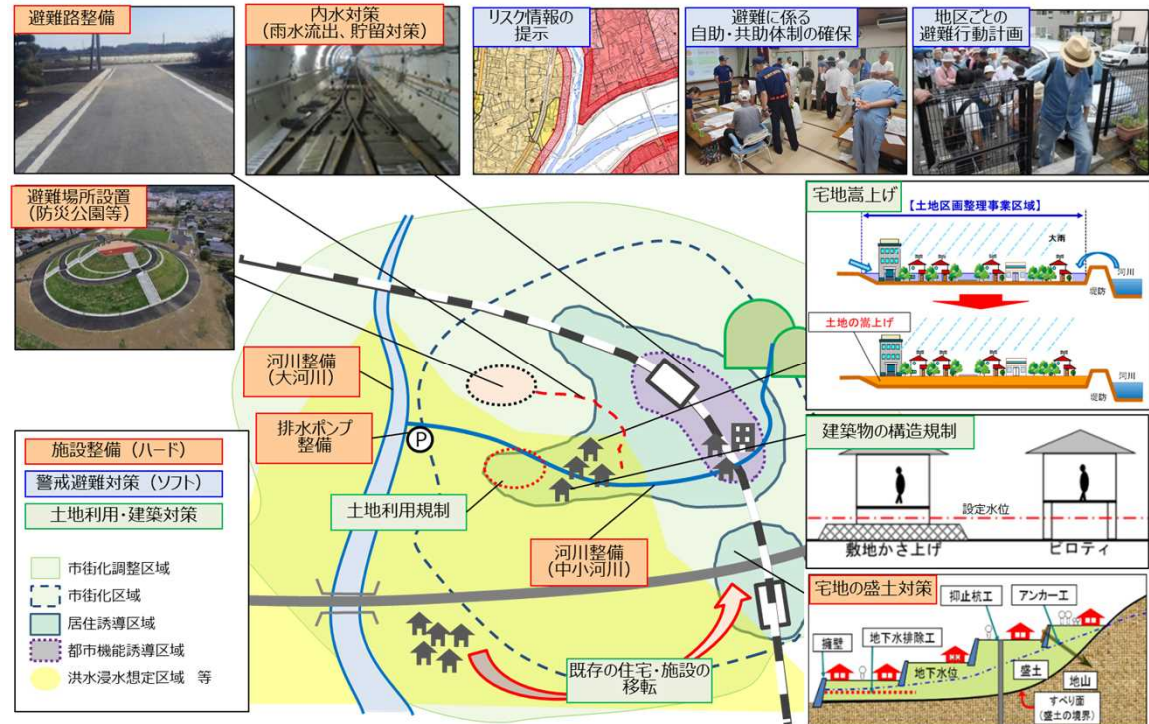 避難路整備
内水対策
(雨水流出、貯留対策)
リスク情報の
提示
避難に係る
自助・共助体制の確保
地区ごとの
避難行動計画
避難場所設置
(防災公園等)
宅地嵩上げ
【土地区画整理事業区域】
大雨
河川
堤防
土地の嵩上げ
河川
堤防
河川整備
(大河川)
排水ポンプ
整備
P
土地利用規制
河川整備
(中小河川)
既存の住宅・施設の
移転
建築物の構造規制
設定水位
敷地かさ上げ
ピロティ
宅地の盛土対策
抑止杭工
アンカー工
擁壁
地下水排除工
地下水位
盛土
地山
すべり面
(盛土の境界)
施設整備(ハード)
警戒避難対策(ソフト)
土地利用・建築対策
市街化調整区域
市街化区域
居住誘導区域
都市機能誘導区域
洪水浸水想定区域 等